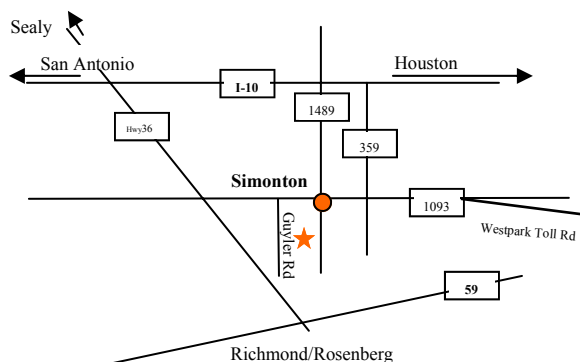 Sealy
San Antonio
Houston
I-10
1489
Hwy36
359
Simonton
1093
Guyler Rd
Westpark Toll Rd
59
Richmond/Rosenberg